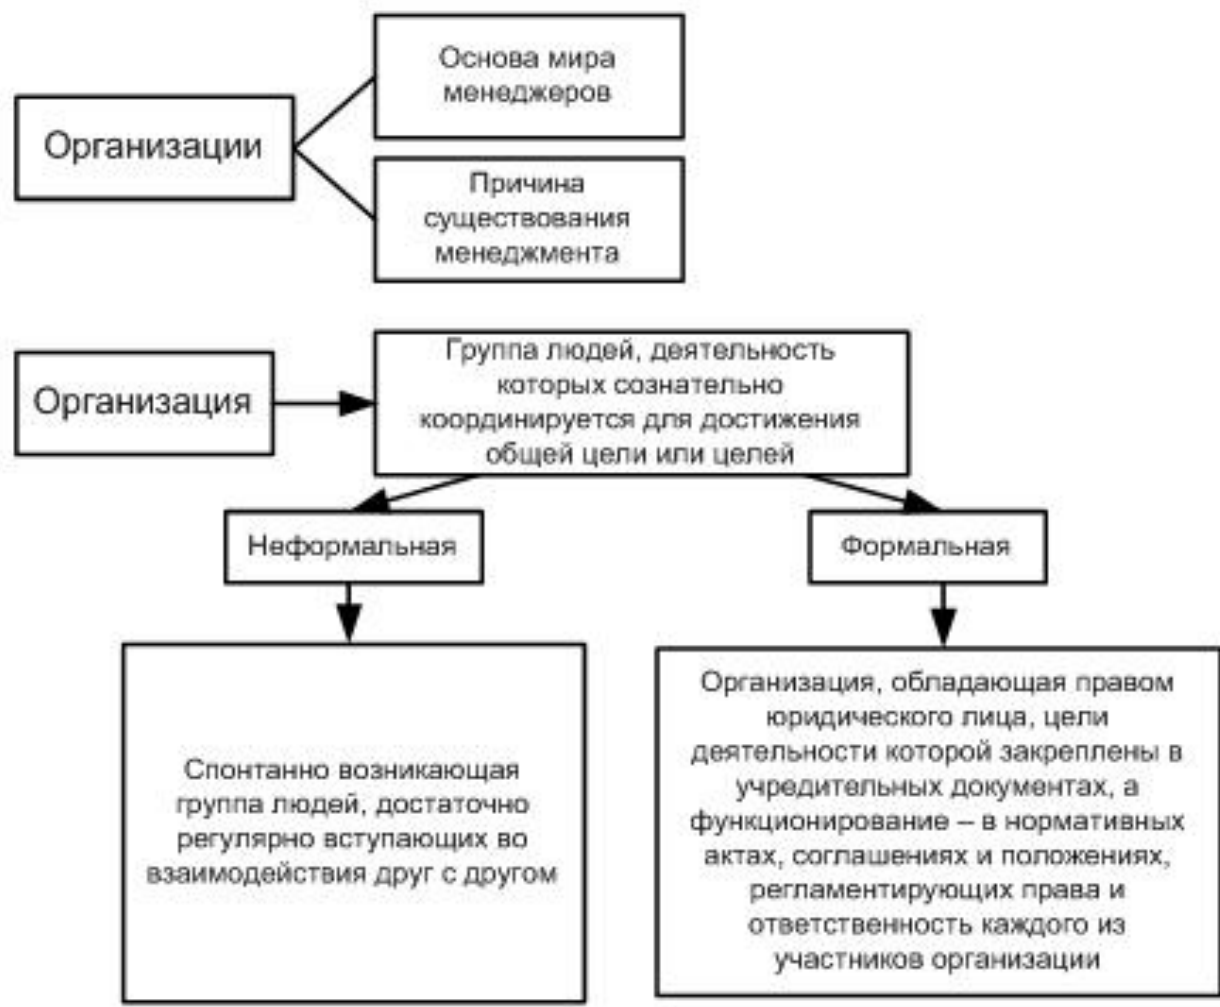 Организации
Основа мира
менеджеров
Причина
существования
менеджмента
Организация
Группа людей, деятельность
которых сознательно
координируется для достижения
общей цели или целей
Неформальная
Формальная
Спонтанно возникающая
группа людей, достаточно
регулярно вступающих во
взаимодействия друг с другом
Организация, обладающая правом
юридического лица, цели
деятельности которой закреплены в
учредительных документах, а
функционирование – в нормативных
актах, соглашениях и положениях,
регламентирующих права и
ответственность каждого из
участников организации